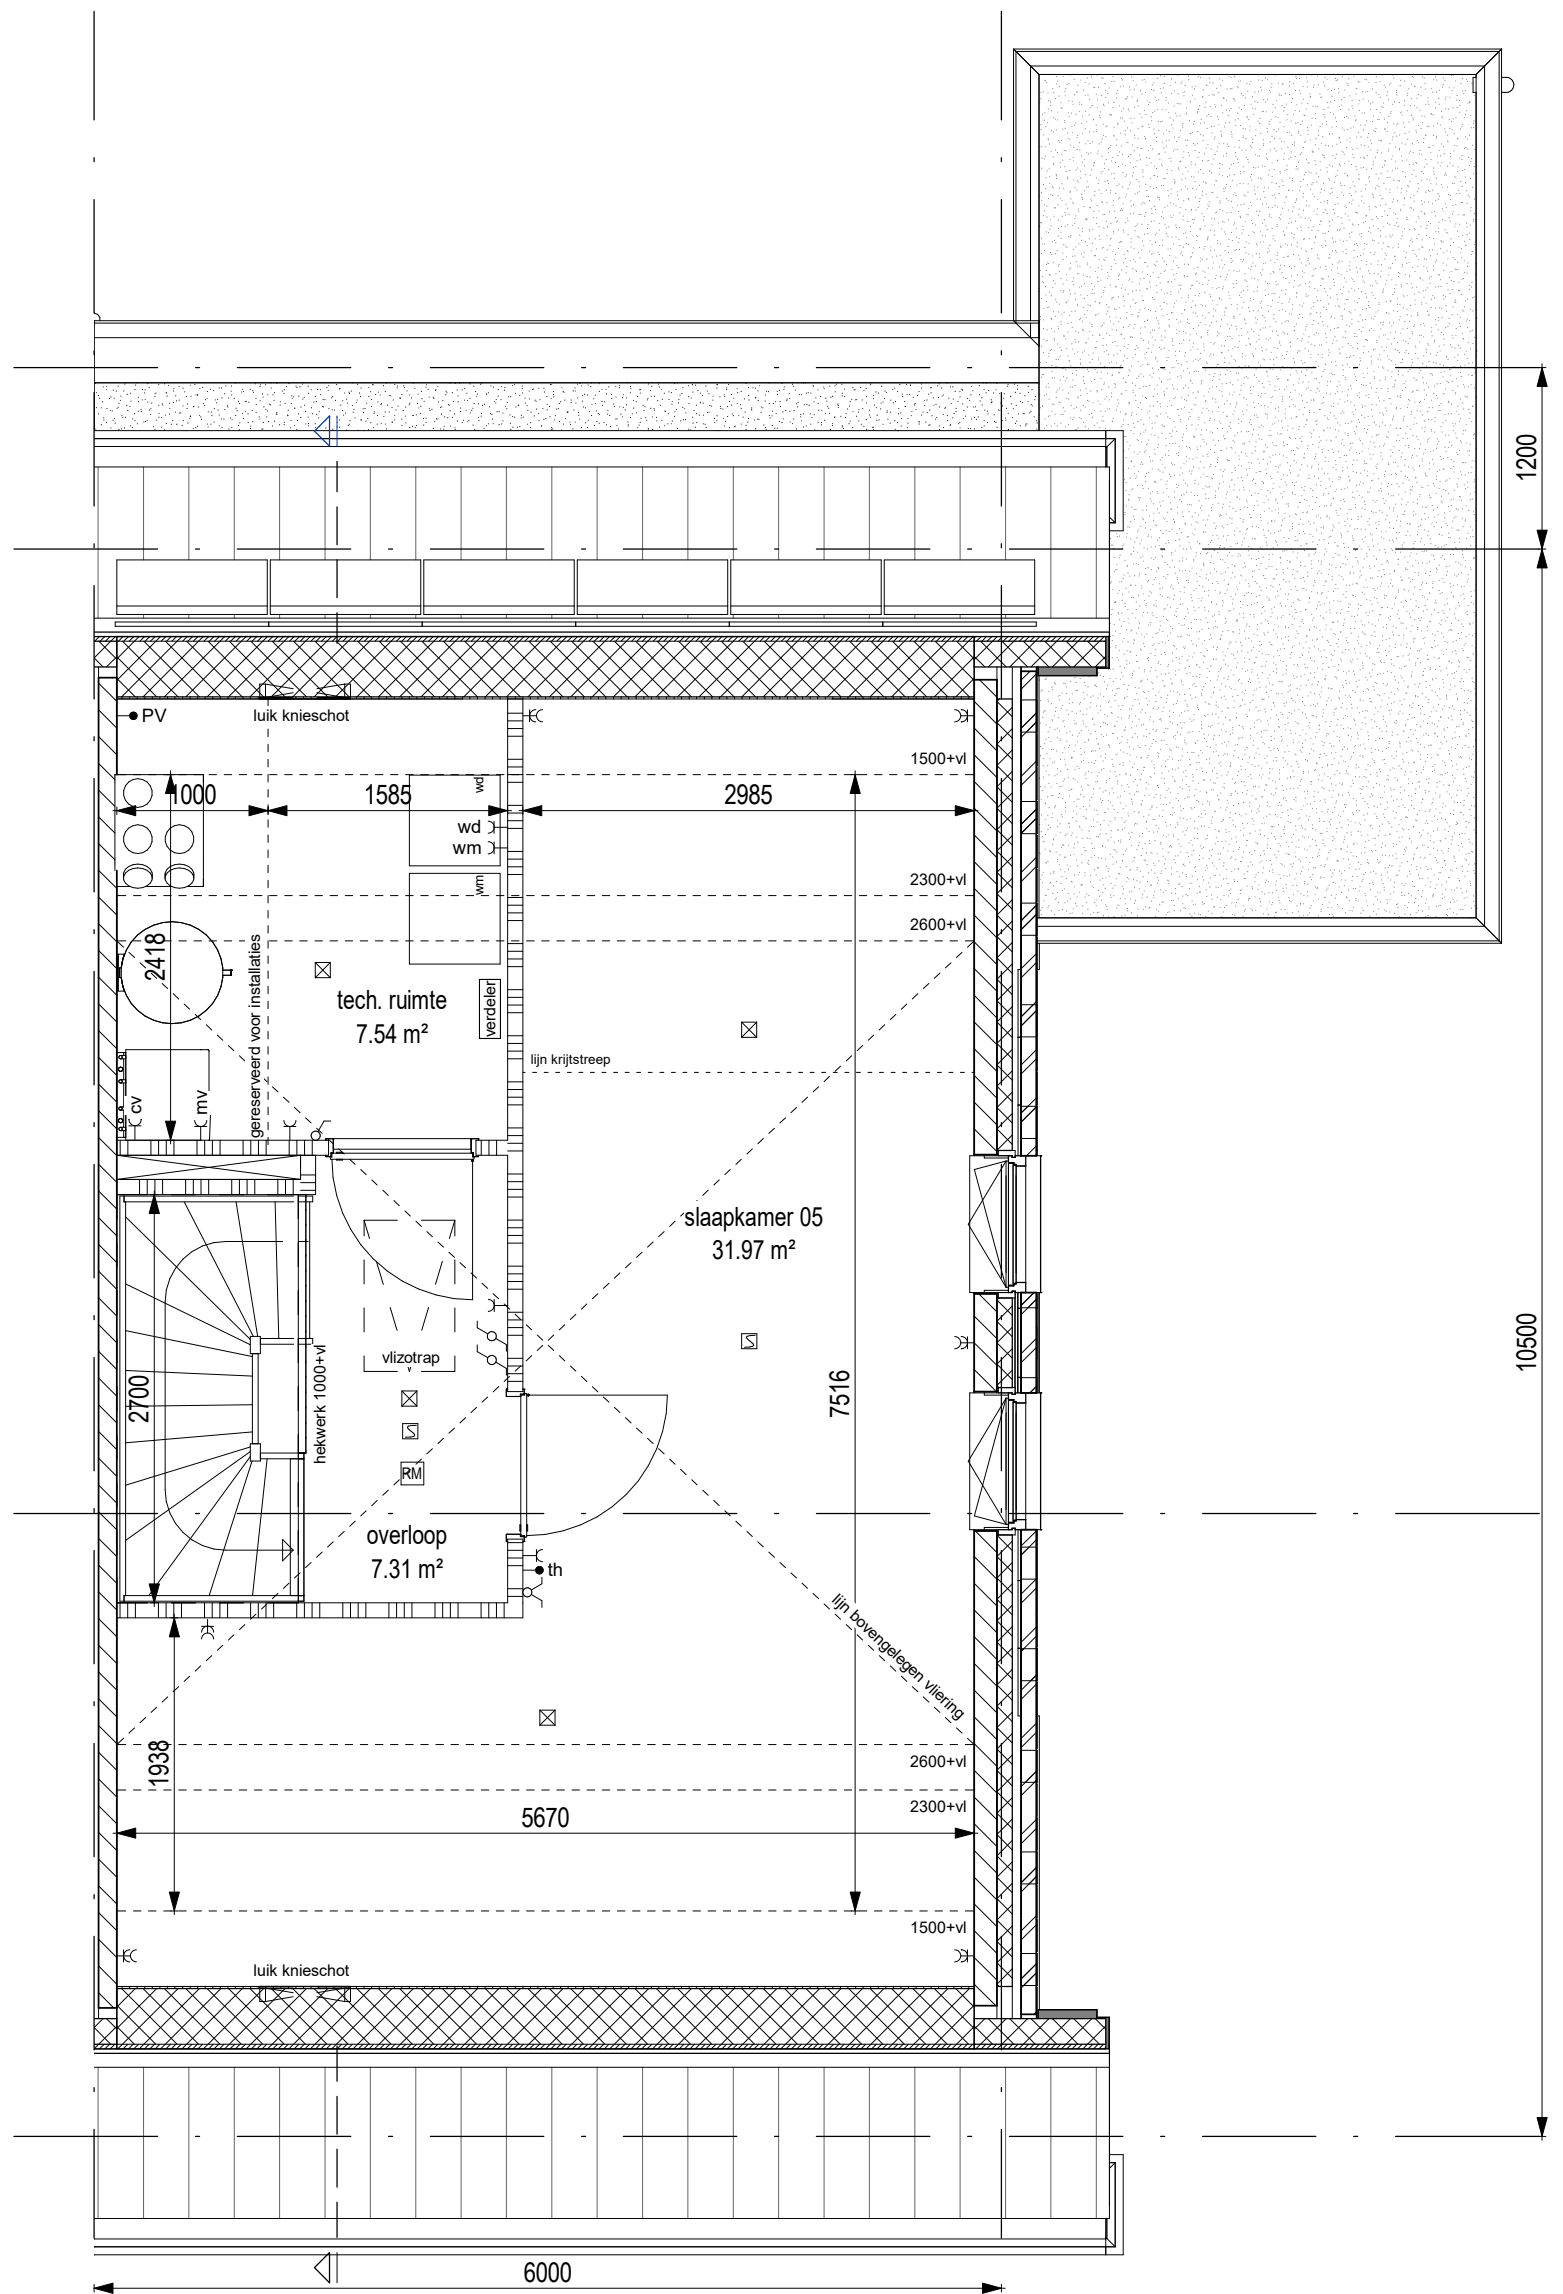 1200
PV
luik knieschot
1500+vl
1000
1585
2985
wd
wd
wm
wm
2300+vl
2600+vl
2418
gereserveerd voor installaties
tech. ruimte
7.54 m²
verdeler
lijn krijtstreep
cv
mv
slaapkamer 05
31.97 m²
10500
vlizotrap
hekwerk 1000+vl
2700
7516
RM
overloop
7.31 m²
th
lijn bovengelegen vliering
1938
2600+vl
2300+vl
5670
1500+vl
luik knieschot
6000